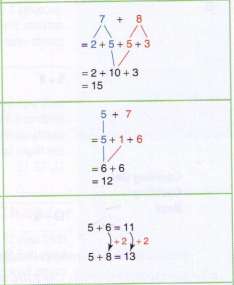 7 + 8
= 2 + 5 + 5 + 3
= 2 + 10 + 3
= 15
5 + 7
= 5 + 1 + 6
= 6 + 6
= 12
5 + 6 = 11
+2 +2
5 + 8 = 13